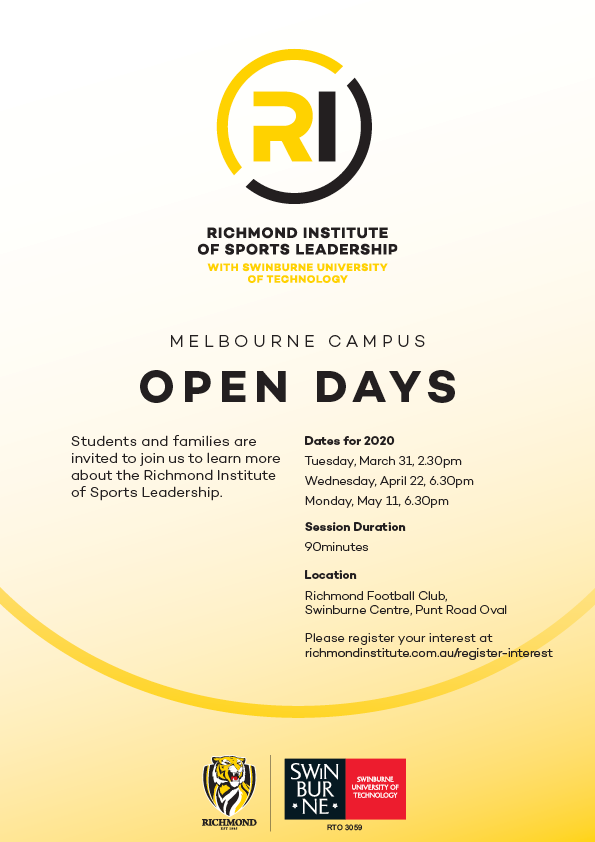 RI
RICHMOND INSTITUTE
OF SPORTS LEADERSHIP
WITH SWINBURNE UNIVERSITY
OF TECHNOLOGY
MELBOURNE CAMPUS
OPEN DAYS
Students and families are
invited to join us to learn more
about the Richmond Institute
of Sports Leadership.
Dates for 2020
Tuesday, March 31, 2.30pm
Wednesday, April 22, 6.30pm
Monday, May 11, 6.30pm
Session Duration
90minutes
Location
Richmond Football Club,
Swinburne Centre, Punt Road Oval
Please register your interest at
richmondinstitute.com.au/register-interest
RICHMOND
EST 1885
SWIN
BUR
NE
SWINBURNE
UNIVERSITY OF
TECHNOLOGY
RTO 3059